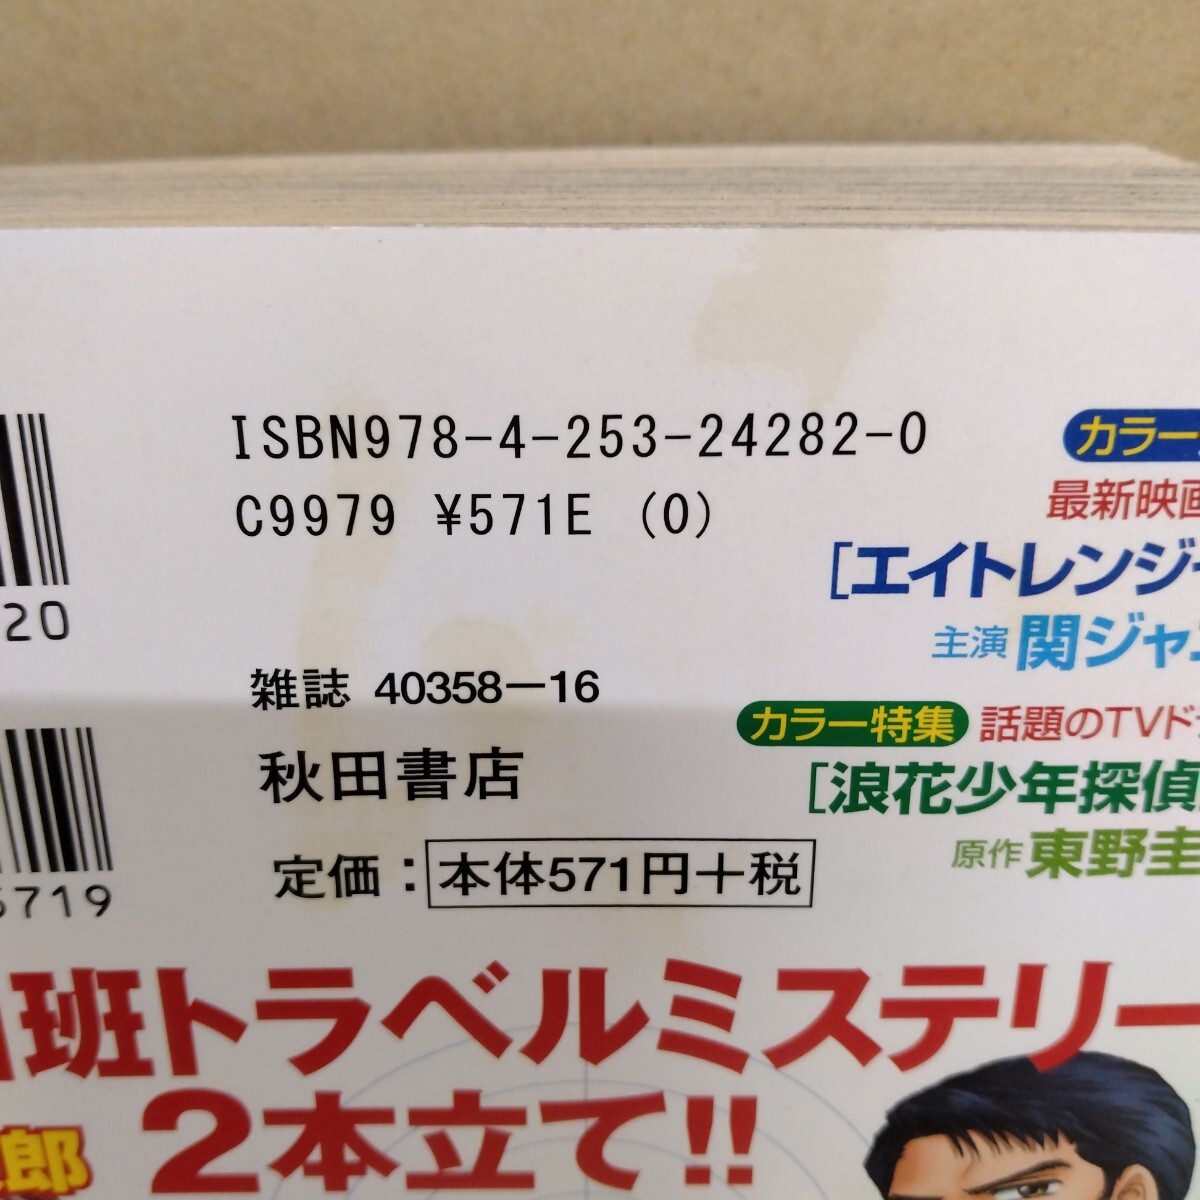 ISBN978-4-253-24282-0
C9979 ¥571E (0)
20
雑誌 40358-16
秋田書店
5719
定価：本体571円+税
カラー
最新映画
[エイトレンジャ
主演 関ジャニ
カラー特集 話題のTVド
[浪花少年探偵
原作 東野圭
班トラベルミステリー
郎 2本立て!!